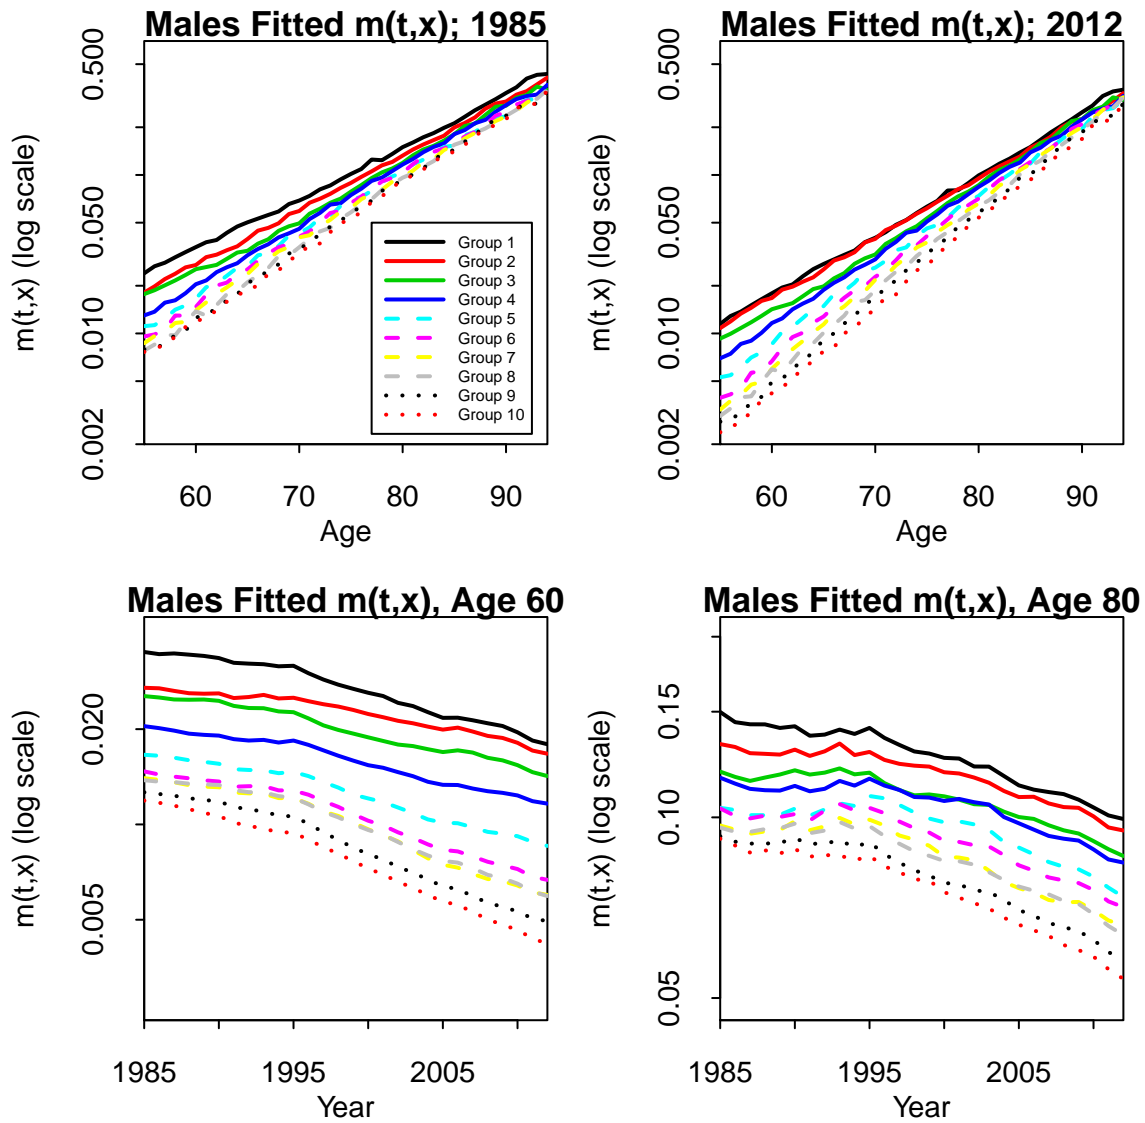 Males Fitted m(t,x); 1985
m(t,x) (log scale)
0.500
0.050
0.010
0.002
60 70 80 90
Age
Group 1
Group 2
Group 3
Group 4
Group 5
Group 6
Group 7
Group 8
Group 9
Group 10
Males Fitted m(t,x); 2012
m(t,x) (log scale)
0.500
0.050
0.010
0.002
60 70 80 90
Age
Males Fitted m(t,x), Age 60
m(t,x) (log scale)
0.020
0.005
1985 1995 2005
Year
Males Fitted m(t,x), Age 80
m(t,x) (log scale)
0.15
0.10
0.05
1985 1995 2005
Year